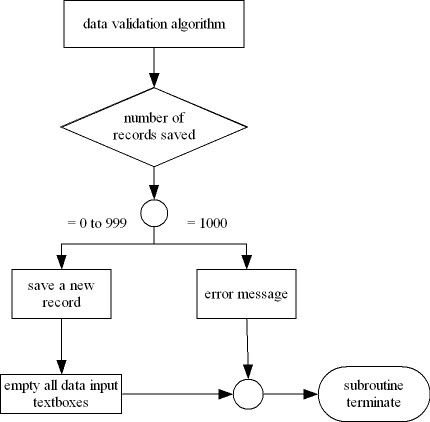 data validation algorithm
number of
records saved
= 0 to 999
= 1000
save a new
record
error message
empty all data input
textboxes
subroutine
terminate